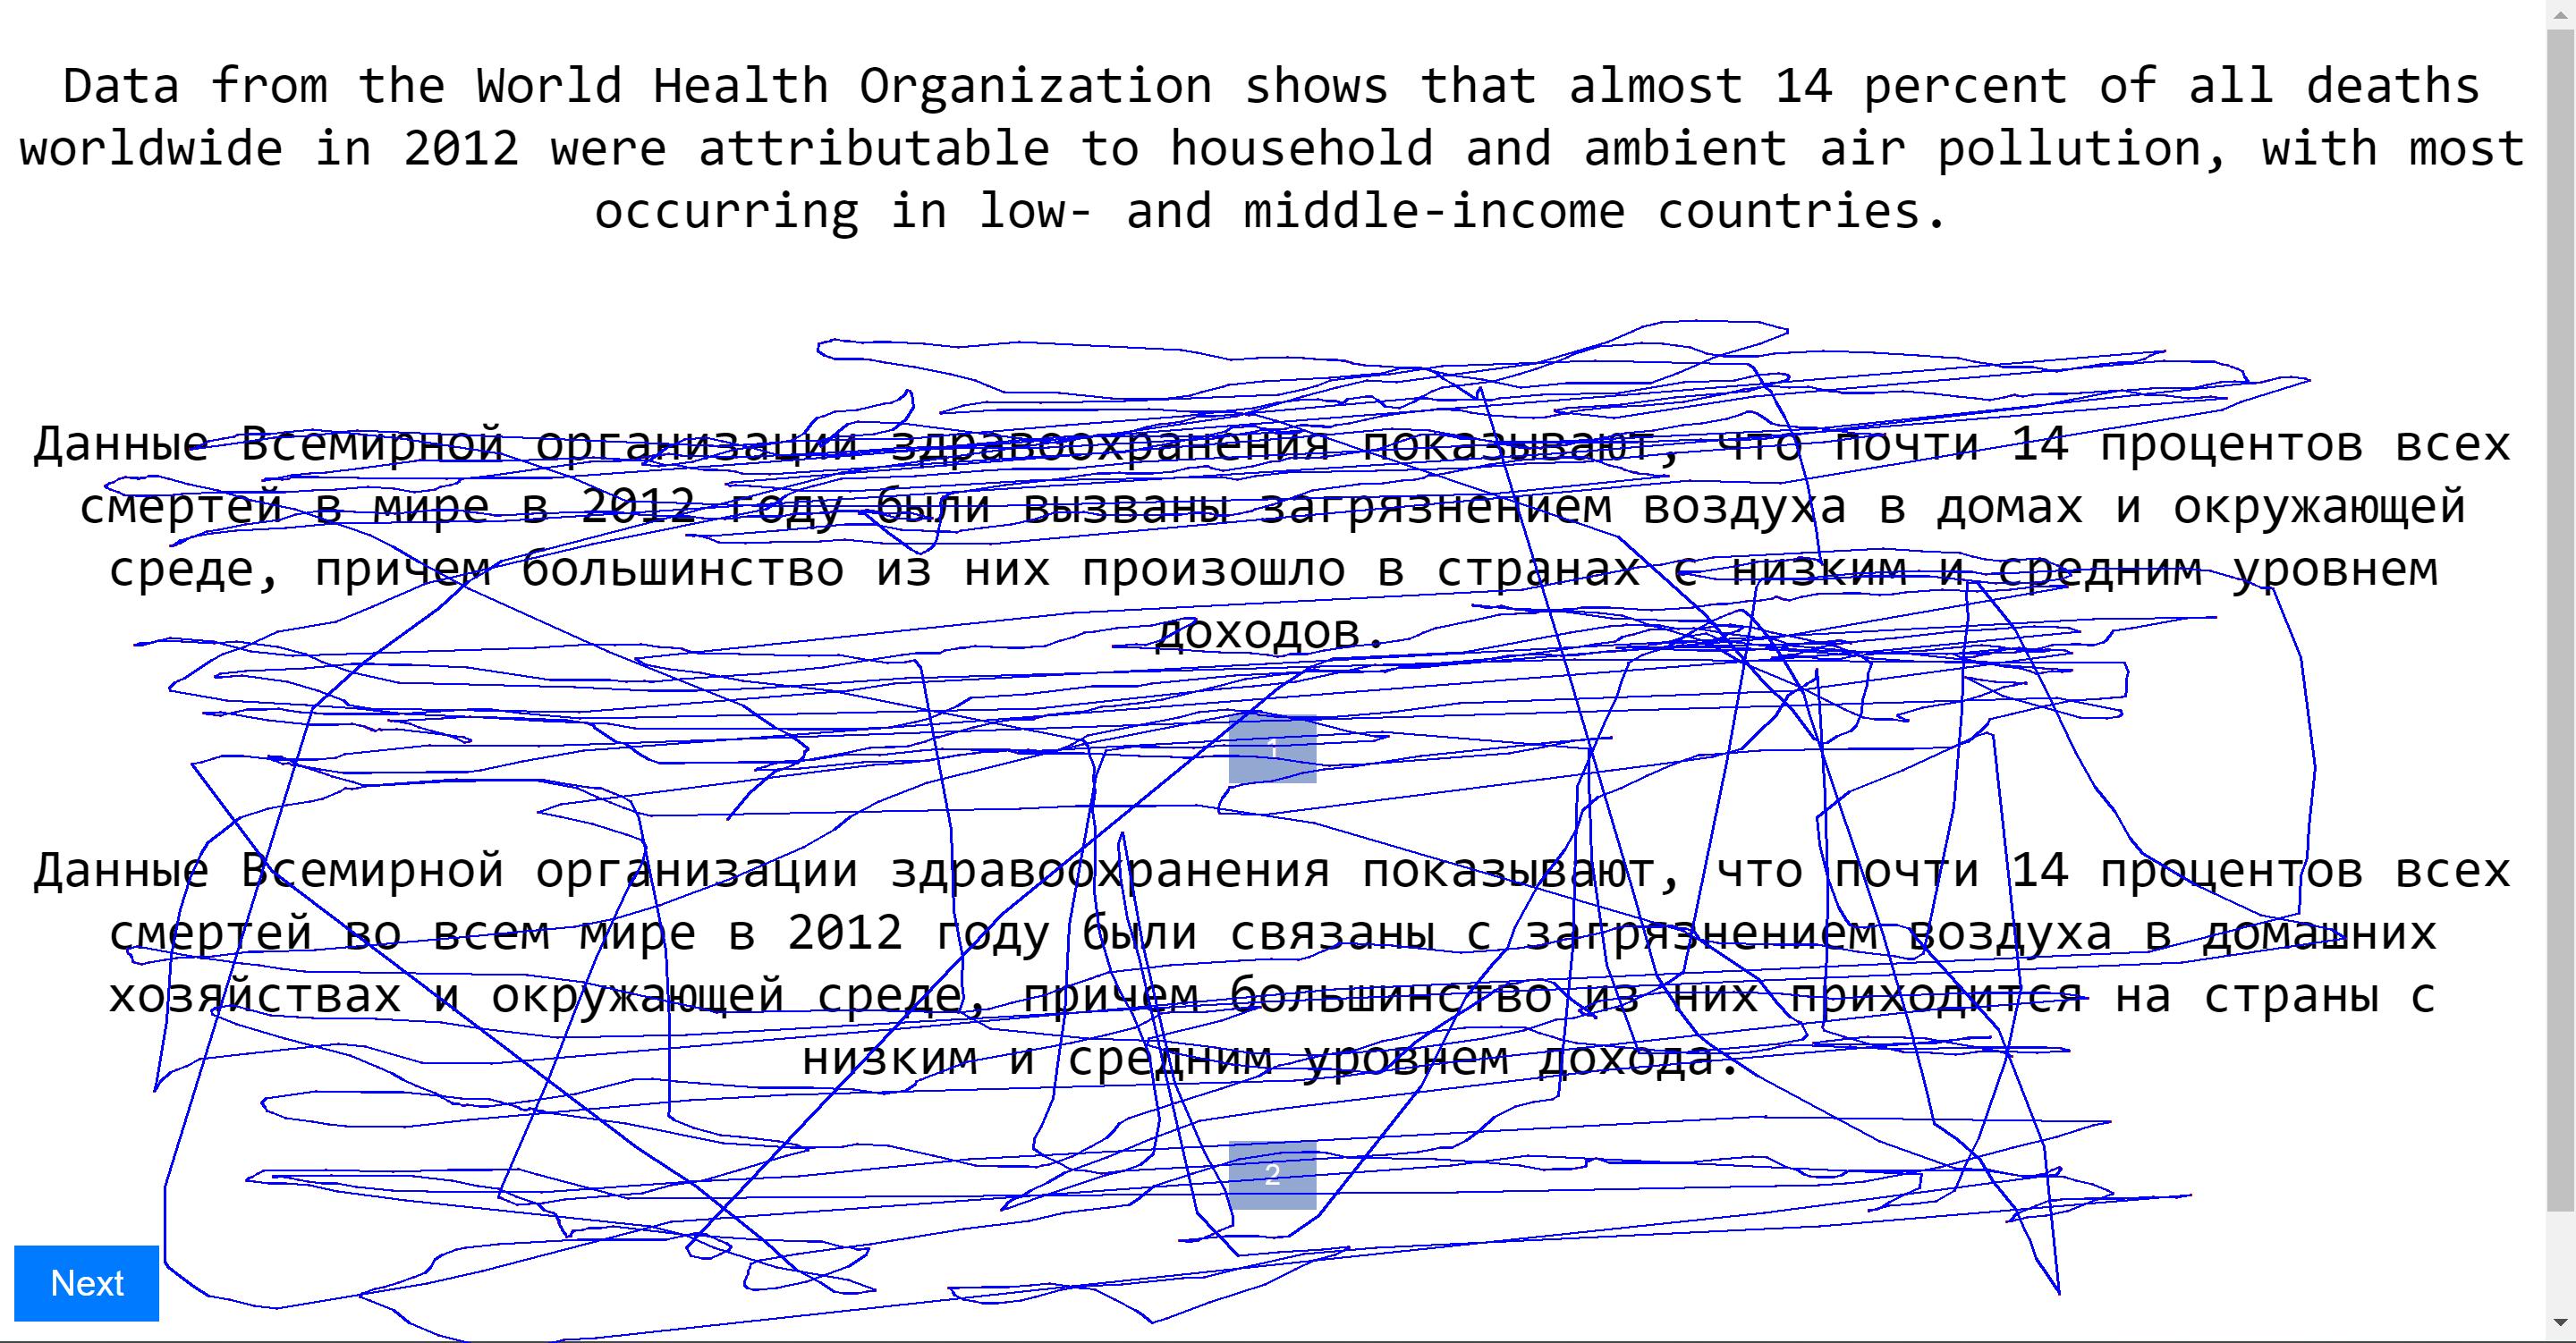 Data from the World Health Organization shows that almost 14 percent of all deaths
worldwide in 2012 were attributable to household and ambient air pollution, with most
occurring in low- and middle-income countries.
Данные Всемирной организации здравоохранения показывают, что почти 14 процентов всех
смертей в мире в 2012 году были вызваны загрязнением воздуха в домах и окружающей
среде, причем большинство из них произошло в странах с низким и средним уровнем
доходов.
1
Данные Всемирной организации здравоохранения показывают, что почти 14 процентов всех
смертей во всем мире в 2012 году были связаны с загрязнением воздуха в домашних
хозяйствах и окружающей среде, причем большинство из них приходится на страны с
низким и средним уровнем дохода.
2
Next